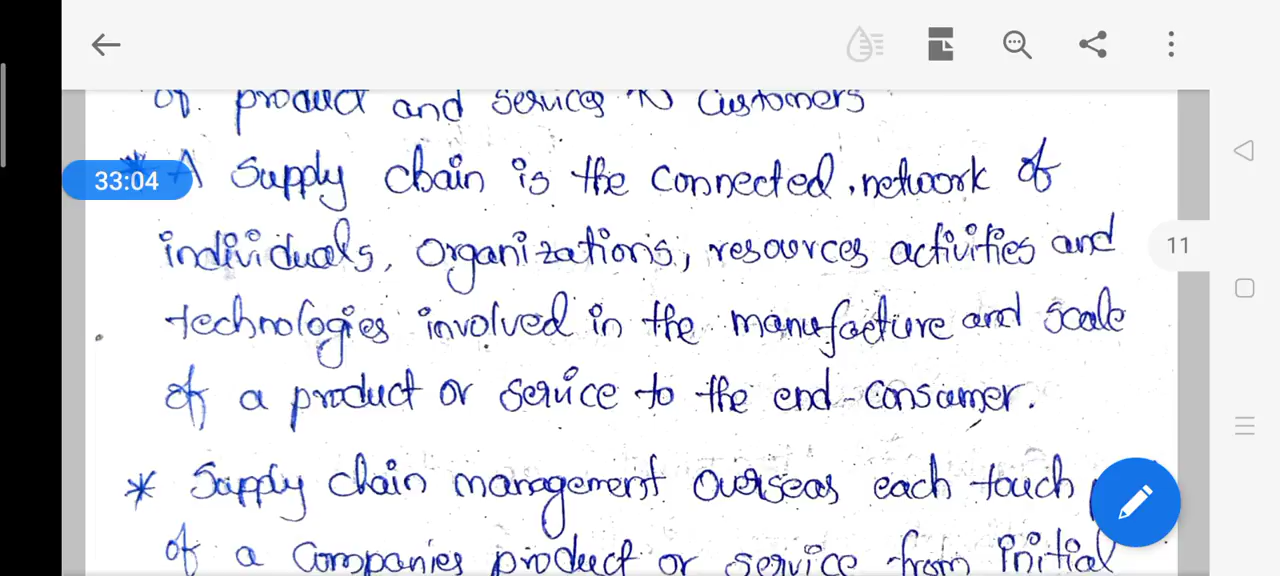 of product and services to customers
* A supply chain is the connected network of
33:04
individuals, organizations, resources activities and
11
technologies involved in the manufacture and scale
of a product or service to the end-consamer.
* Supply chain management overseas each touch
of a companies product or service from initial